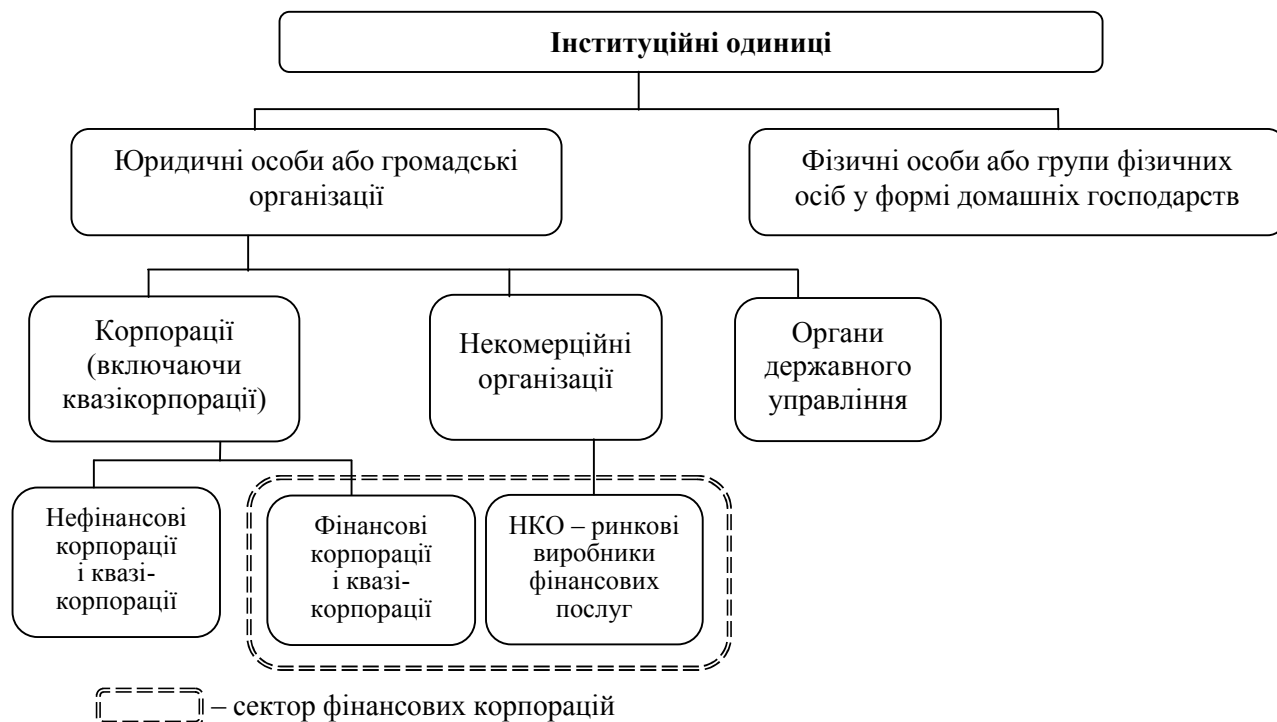 Інституційні одиниці
Юридичні особи або громадські
організації
Фізичні особи або групи фізичних
осіб у формі домашніх господарств
Корпорації
(включаючи
квазікорпорації)
Некомерційні
організації
Органи
державного
управління
Нефінансові
корпорації
і квазі-
корпорації
Фінансові
корпорації
і квазі-
корпорації
НКО – ринкові
виробники
фінансових
послуг
– сектор фінансових корпорацій